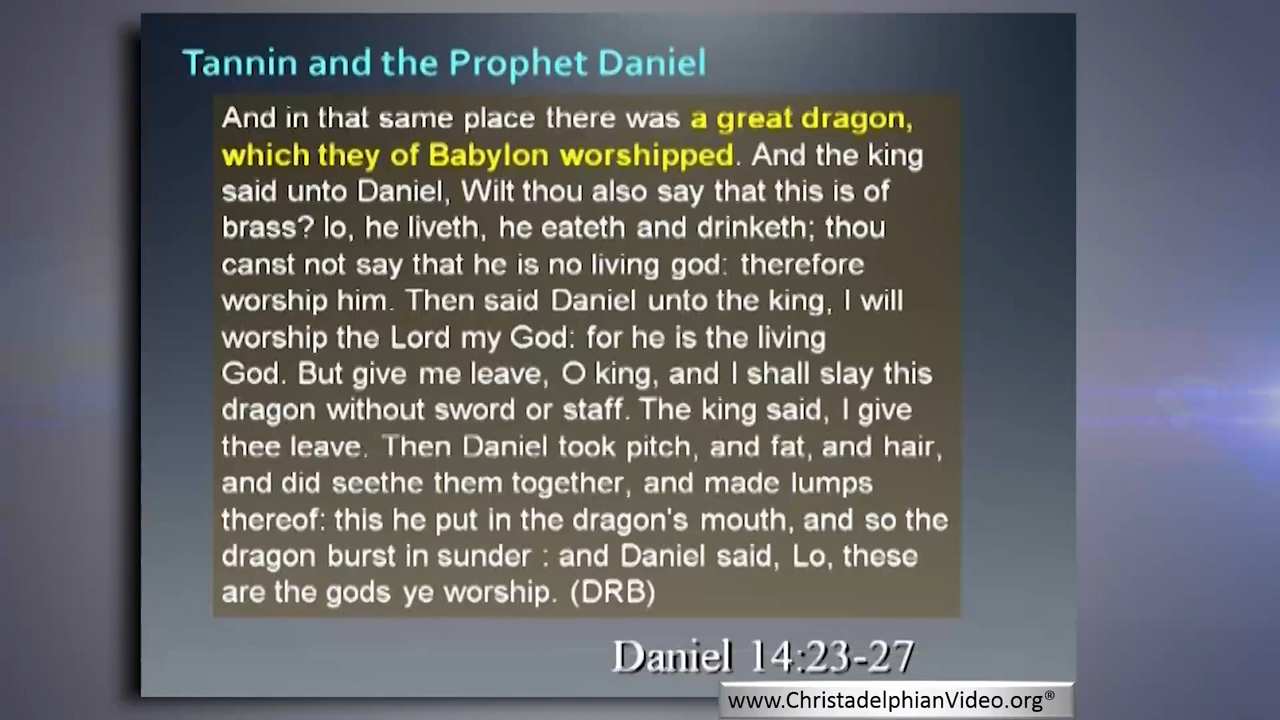 Tannin and the Prophet Daniel
And in that same place there was a great dragon,
which they of Babylon worshipped. And the king
said unto Daniel, Wilt thou also say that this is of
brass? lo, he liveth, he eateth and drinketh; thou
canst not say that he is no living god: therefore
worship him. Then said Daniel unto the king, I will
worship the Lord my God: for he is the living
God. But give me leave, O king, and I shall slay this
dragon without sword or staff. The king said, I give
thee leave. Then Daniel took pitch, and fat, and hair,
and did seethe them together, and made lumps
thereof: this he put in the dragon's mouth, and so the
dragon burst in sunder : and Daniel said, Lo, these
are the gods ye worship. (DRB)
Daniel 14:23-27
www.ChristadelphianVideo.org®